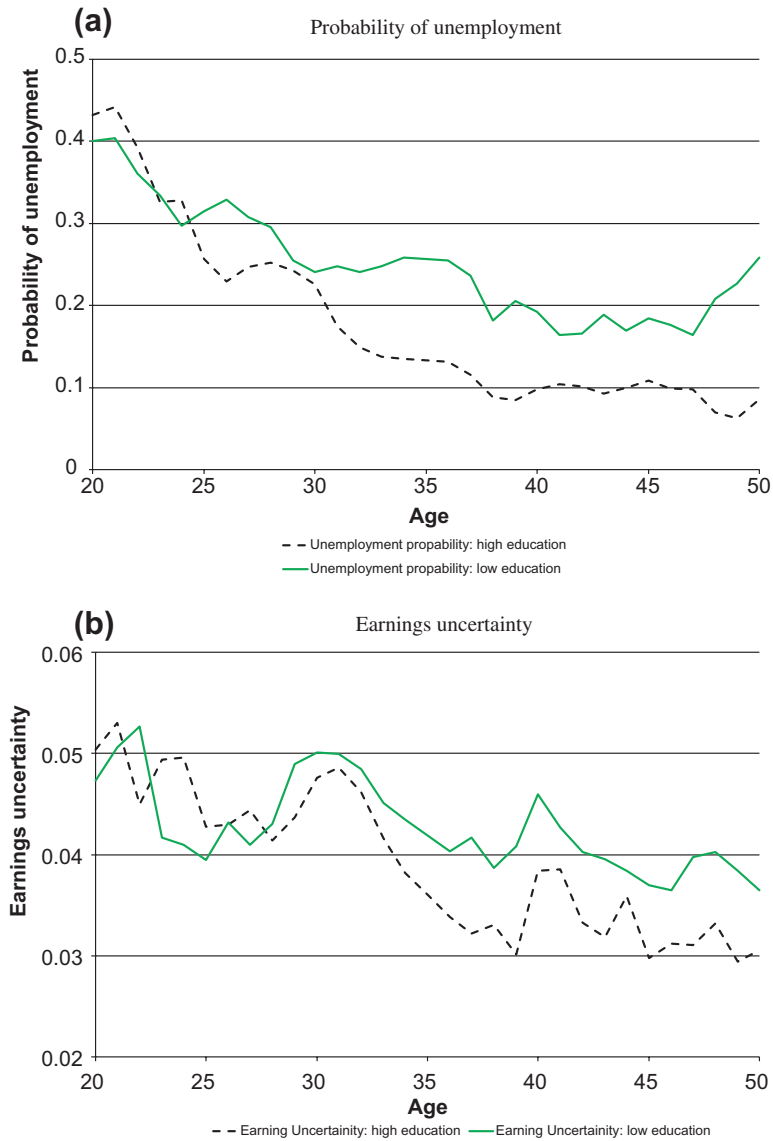 (a)
Probability of unemployment
Probability of unemployment
0.5
0.4
0.3
0.2
0.1
0
20 25 30 35 40 45 50
Age
Unemployment propability: high education
Unemployment propability: low education
(b)
Earnings uncertainty
Earnings uncertainty
0.06
0.05
0.04
0.03
0.02
20 25 30 35 40 45 50
Age
Earning Uncertainity: high education Earning Uncertainity: low education